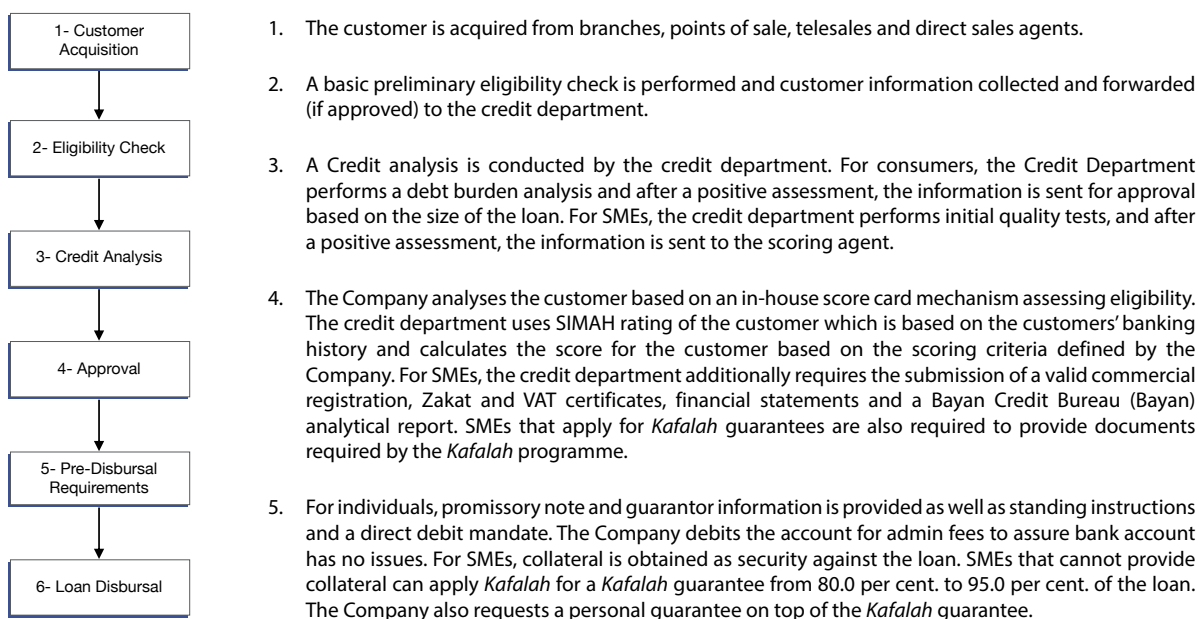 1- Customer
Acquisition
2- Eligibility Check
3- Credit Analysis
4- Approval
5- Pre-Disbursal
Requirements
6- Loan Disbursal
1. The customer is acquired from branches, points of sale, telesales and direct sales agents.
2. A basic preliminary eligibility check is performed and customer information collected and forwarded
(if approved) to the credit department.
3. A Credit analysis is conducted by the credit department. For consumers, the Credit Department
performs a debt burden analysis and after a positive assessment, the information is sent for approval
based on the size of the loan. For SMEs, the credit department performs initial quality tests, and after
a positive assessment, the information is sent to the scoring agent.
4. The Company analyses the customer based on an in-house score card mechanism assessing eligibility.
The credit department uses SIMAH rating of the customer which is based on the customers’ banking
history and calculates the score for the customer based on the scoring criteria defined by the
Company. For SMEs, the credit department additionally requires the submission of a valid commercial
registration, Zakat and VAT certificates, financial statements and a Bayan Credit Bureau (Bayan)
analytical report. SMEs that apply for Kafalah guarantees are also required to provide documents
required by the Kafalah programme.
5. For individuals, promissory note and guarantor information is provided as well as standing instructions
and a direct debit mandate. The Company debits the account for admin fees to assure bank account
has no issues. For SMEs, collateral is obtained as security against the loan. SMEs that cannot provide
collateral can apply Kafalah for a Kafalah guarantee from 80.0 per cent. to 95.0 per cent. of the loan.
The Company also requests a personal guarantee on top of the Kafalah guarantee.